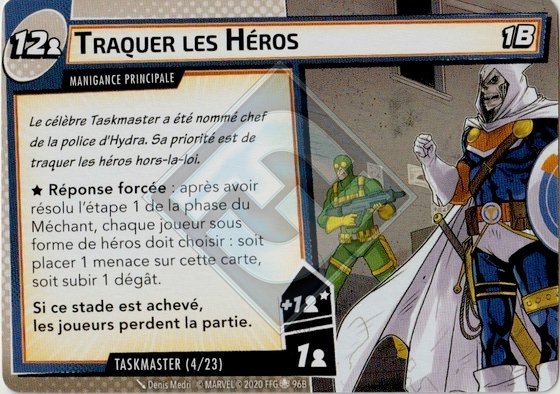 12
TRAQUER LES HÉROS
1B
MANIGANCE PRINCIPALE
Le célèbre Taskmaster a été nommé chef
de la police d'Hydra. Sa priorité est de
traquer les héros hors-la-loi.
★ Réponse forcée : après avoir
résolu l'étape 1 de la phase du
Méchant, chaque joueur sous
forme de héros doit choisir : soit
placer 1 menace sur cette carte,
soit subir 1 dégât.
Si ce stade est achevé,
les joueurs perdent la partie.
+12★
1
TASKMASTER (4/23)
Denis Medri © MARVEL © 2020 FFG 96B